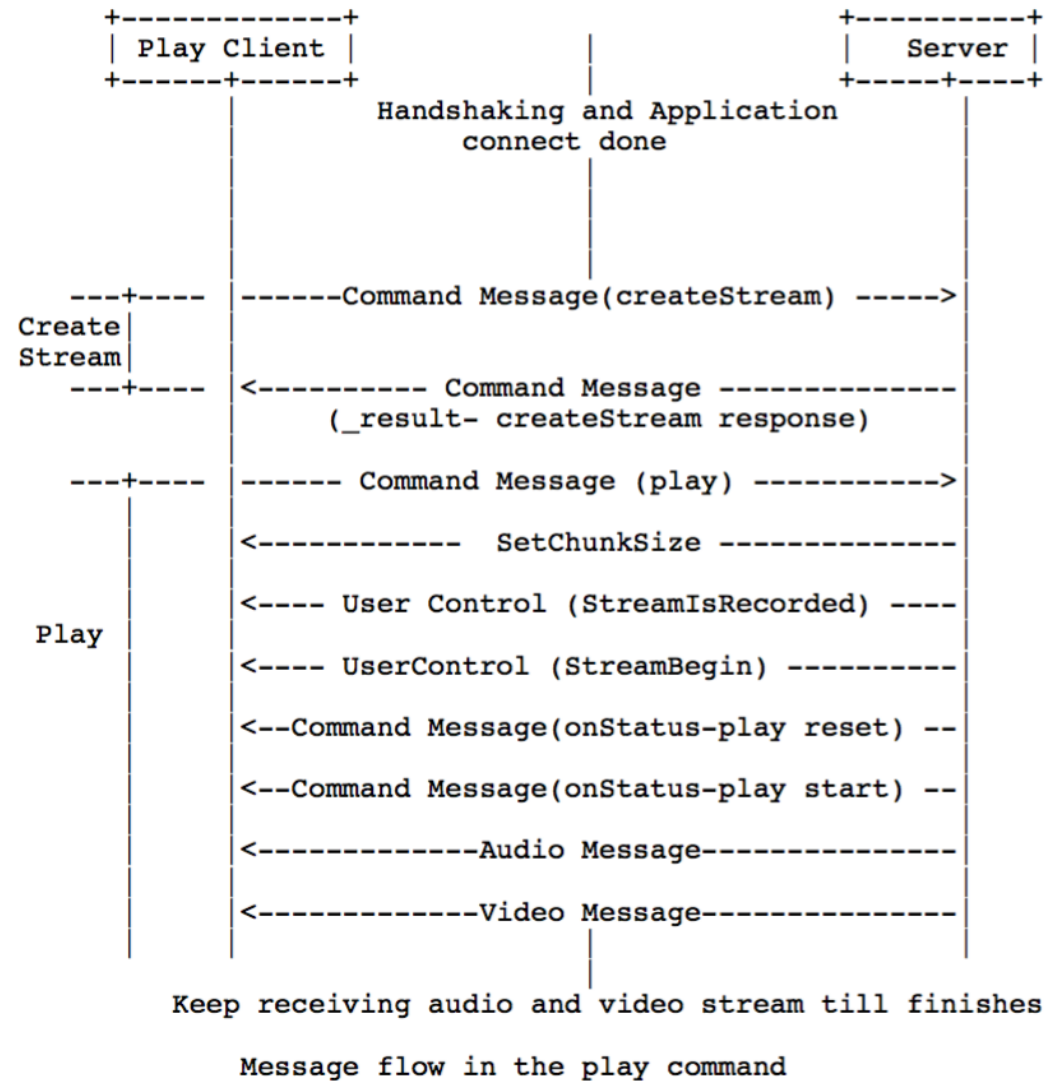 +-------------+                            +-----------+
| Play Client |             |              |   Server |
+------+------+             |              +-----+----+
|        Handshaking and Application       |
|             connect done                 |
|                    |                     |
|                    |                     |
|                    |                     |
|                    |                     |
---+---- |------Command Message(createStream) ----->|
Create| |                                           |
Stream| |                                           |
---+---- |<---------- Command Message --------------|
|     (_result- createStream response)     |
|                                          |
---+---- |------ Command Message (play) ----------->|
|     |                                          |
|     |<------------  SetChunkSize --------------|
|     |                                          |
|     |<---- User Control (StreamIsRecorded) ----|
Play |     |                                          |
|     |<---- UserControl (StreamBegin) ----------|
|     |                                          |
|     |<--Command Message(onStatus-play reset) --|
|     |                                          |
|     |<--Command Message(onStatus-play start) --|
|     |                                          |
|     |<-------------Audio Message---------------|
|     |                                          |
|     |<-------------Video Message---------------|
|     |                    |                     |
|
Keep receiving audio and video stream till finishes
Message flow in the play command